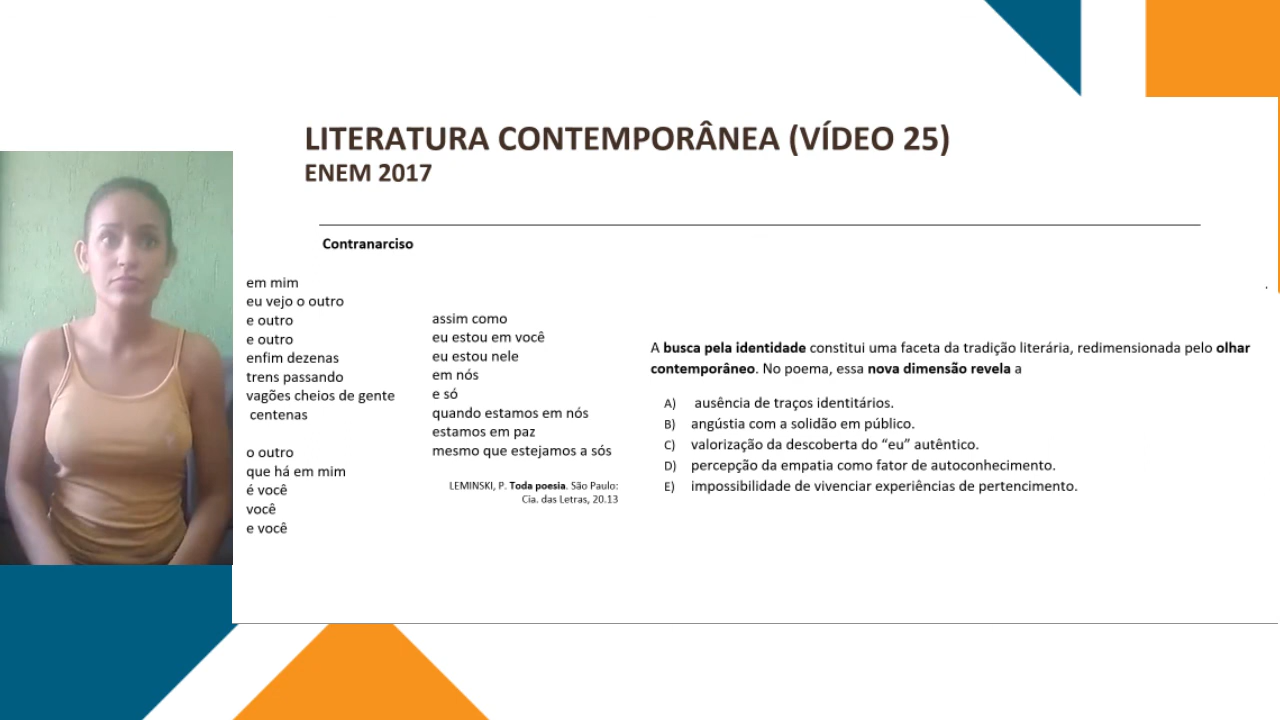 LITERATURA CONTEMPORÂNEA (VÍDEO 25)
ENEM 2017
Contranarciso
em mim
eu vejo o outro
e outro
e outro
enfim dezenas
trens passando
vagões cheios de gente
centenas
o outro
que há em mim
é você
você
e você
assim como
eu estou em você
eu estou nele
em nós
e só
quando estamos em nós
estamos em paz
mesmo que estejamos a sós
LEMINSKI, P. Toda poesia. São Paulo:
Cia. das Letras, 20.13
A busca pela identidade constitui uma faceta da tradição literária, redimensionada pelo olhar
contemporâneo. No poema, essa nova dimensão revela a
A) ausência de traços identitários.
B) angústia com a solidão em público.
C) valorização da descoberta do “eu” autêntico.
D) percepção da empatia como fator de autoconhecimento.
E) impossibilidade de vivenciar experiências de pertencimento.
.